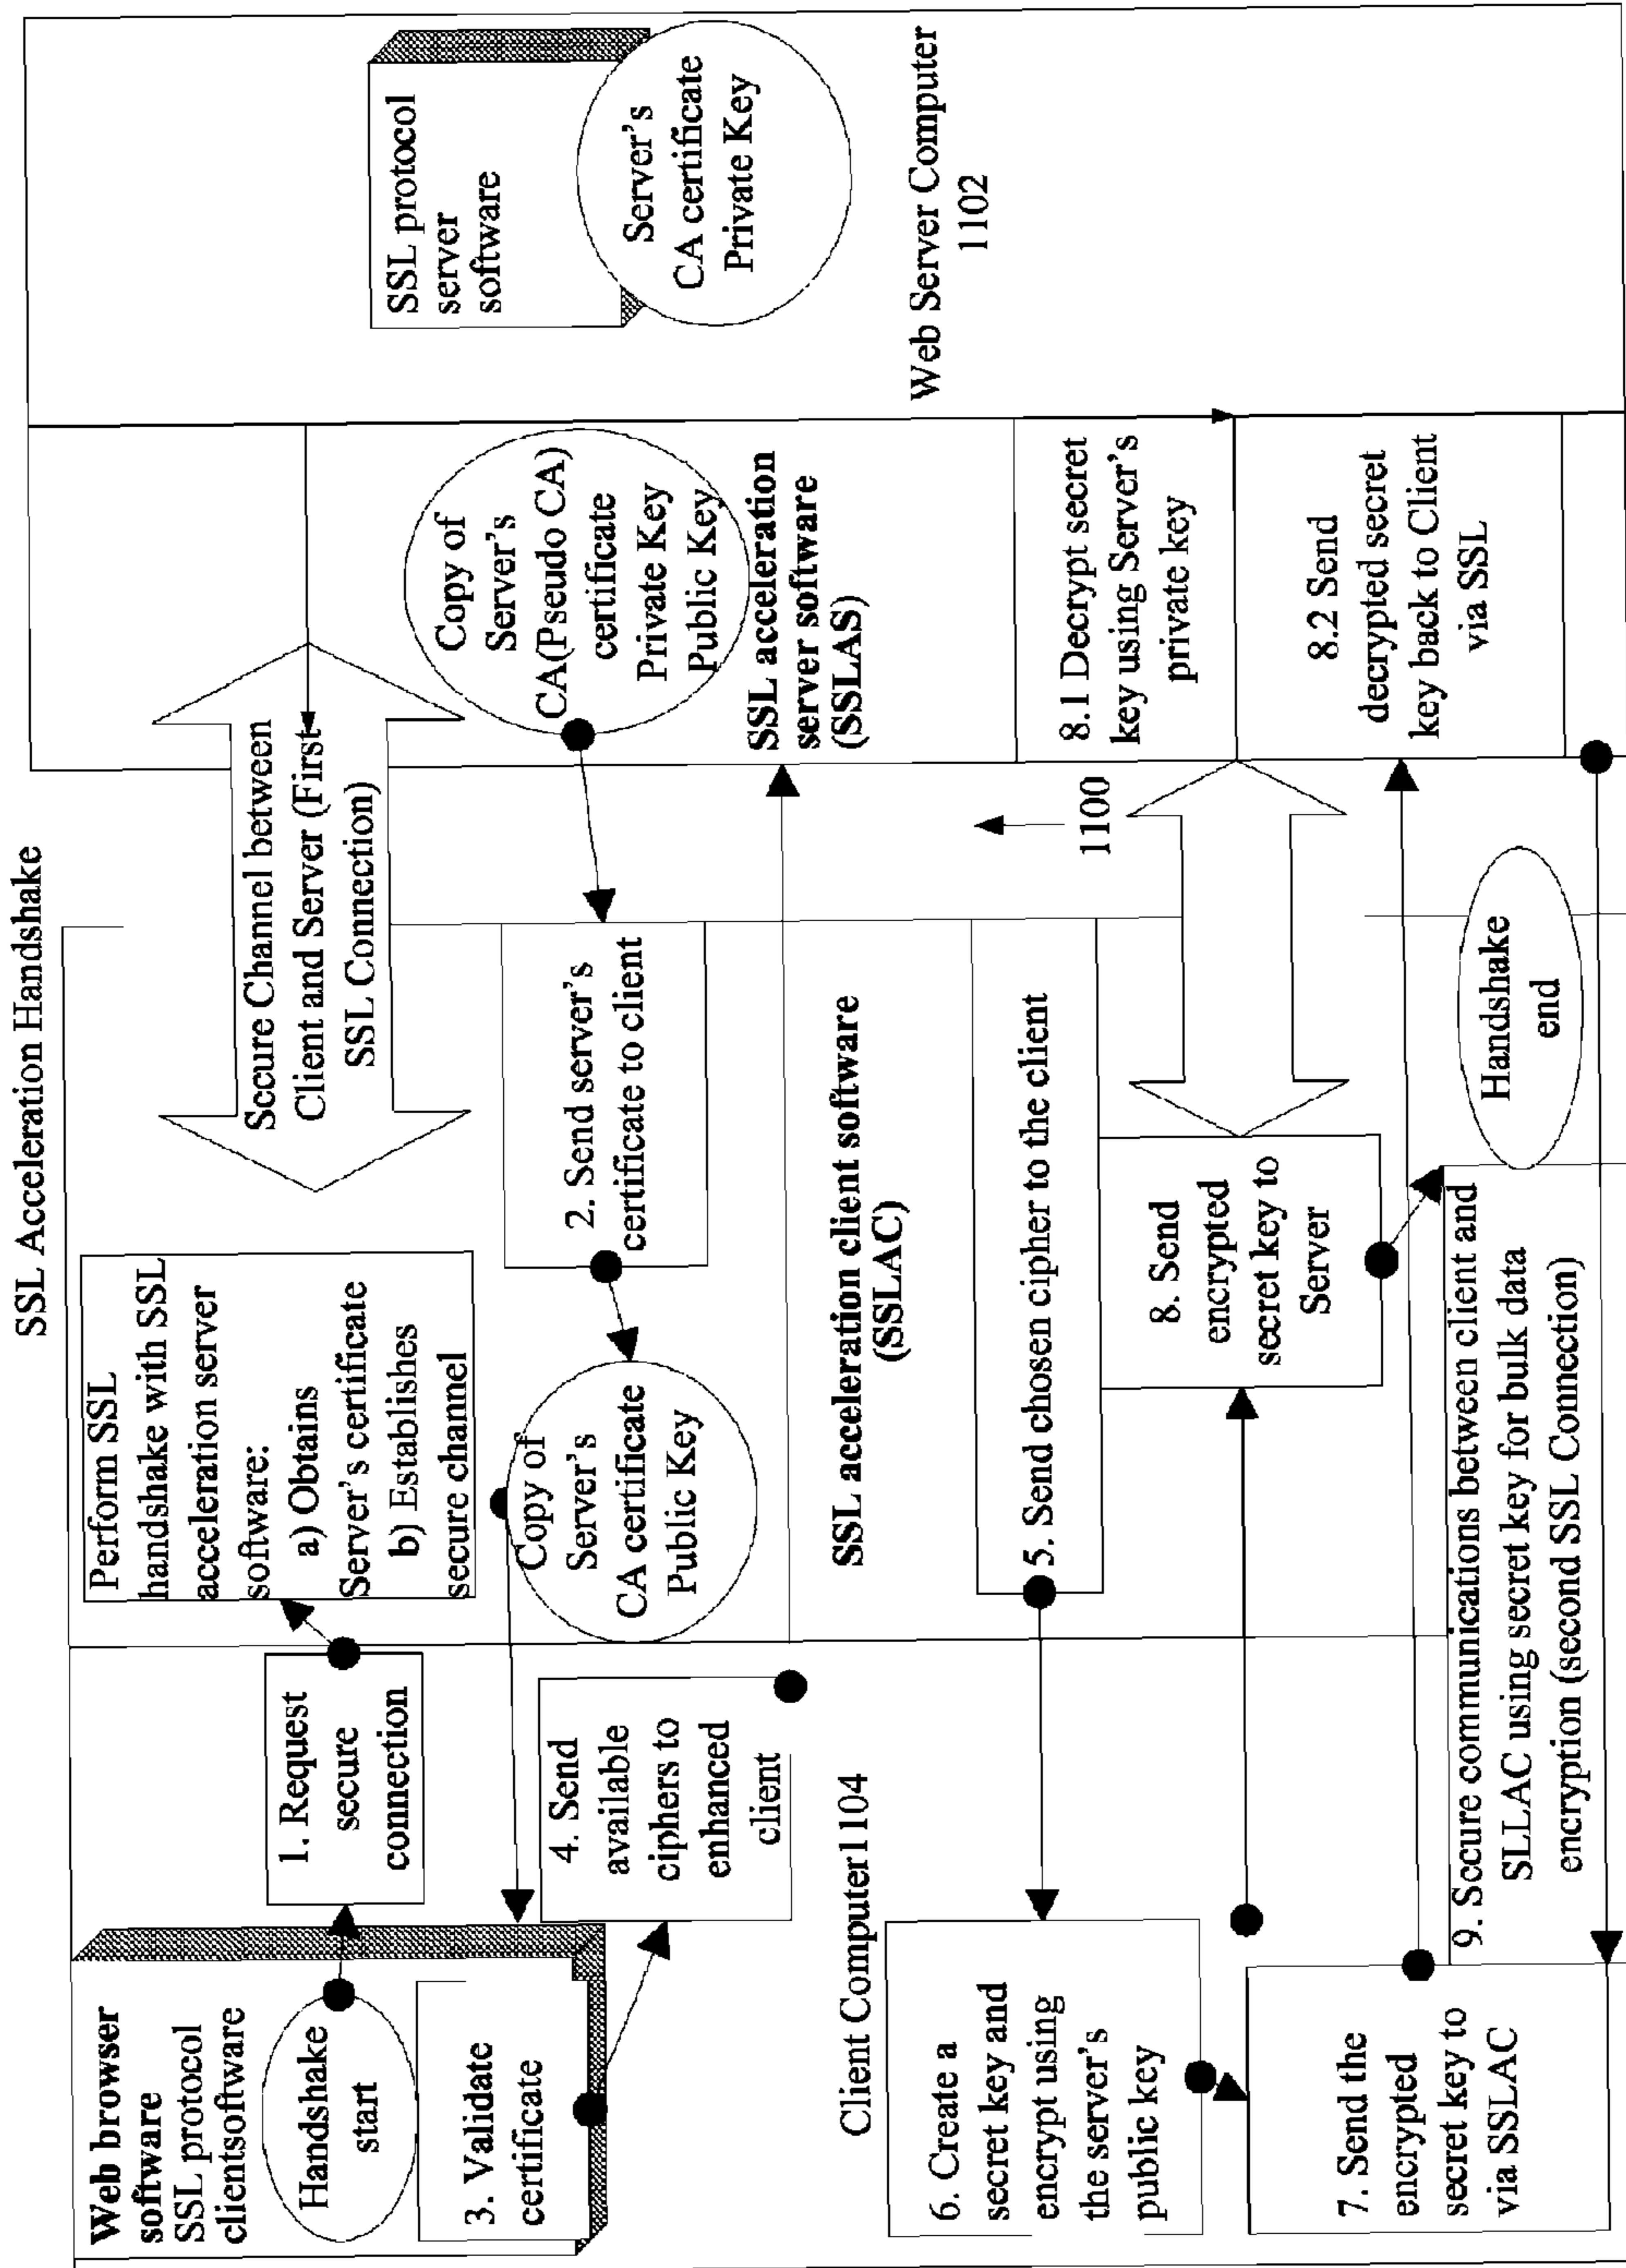 SSL Acceleration Handshake
Web browser
software
SSL protocol
clientsoftware
Handshake
start
3. Validate
certificate
1. Request
secure
connection
4. Send
available
ciphers to
enhanced
client
Client Computer1104
6. Create a
secret key and
encrypt using
the server's
public key
7. Send the
encrypted
secret key to
via SSLAC
Perform SSL
handshake with SSL
acceleration server
software:
a) Obtains
Server's certificate
b) Establishes
secure channel
Copy of
Server's
CA certificate
Public Key
2. Send server's
certificate to client
SSL acceleration client software
(SSLAC)
5. Send chosen cipher to the client
8. Send
encrypted
secret key to
Server
9. Sccure communications between client and
SLLAC using secret key for bulk data
encryption (second SSL Connection)
Handshake
end
Sccure Channel between
Client and Server (First
SSL Connection)
1100
Copy of
Server's
CA(Pseudo CA)
certificate
Private Key
Public Key
SSL acceleration
server software
(SSLAS)
8.1 Decrypt secret
key using Server's
private key
8.2 Send
decrypted secret
key back to Client
via SSL
SSL protocol
server
software
Server's
CA certificate
Private Key
Web Server Computer
1102